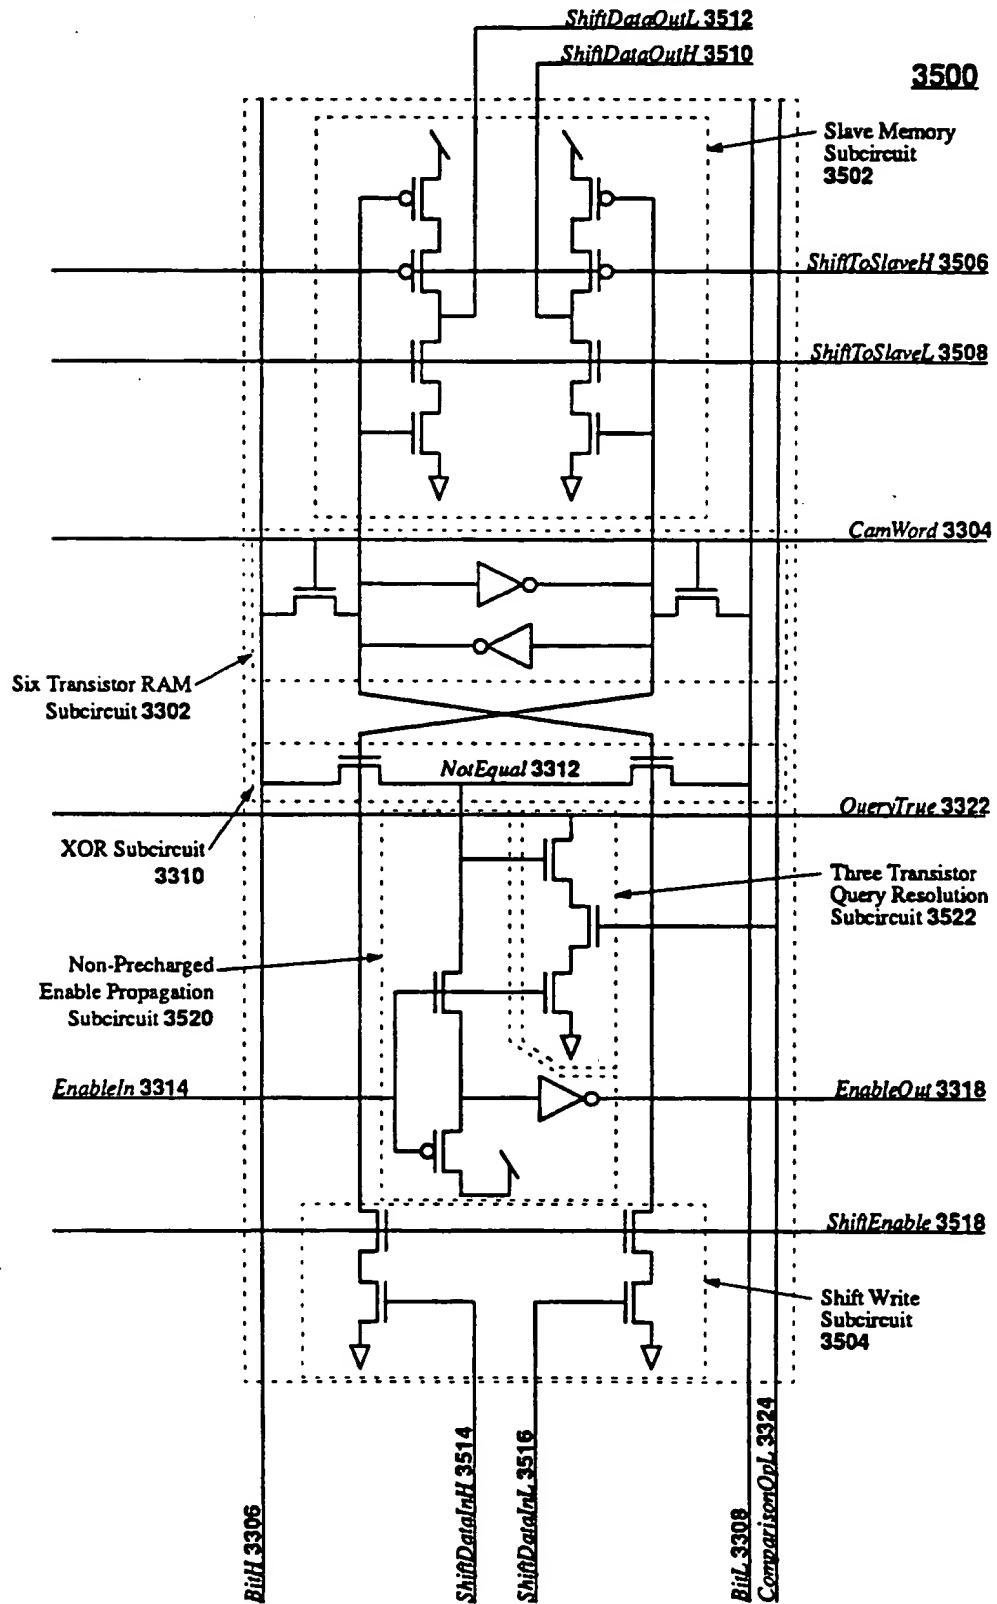 ShiftDataOutL 3512
ShiftDataOutH 3510
3500
Slave Memory
Subcircuit
3502
ShiftToSlaveH 3506
ShiftToSlaveL 3508
CamWord 3304
Six Transistor RAM
Subcircuit 3302
NotEqual 3312
QueryTrue 3322
XOR Subcircuit
3310
Three Transistor
Query Resolution
Subcircuit 3522
Non-Precharged
Enable Propagation
Subcircuit 3520
EnableIn 3314
EnableOut 3318
ShiftEnable 3518
Shift Write
Subcircuit
3504
BitH 3306
ShiftDataInH 3514
ShiftDataInL 3516
BitL 3308
ComparisonOpL 3324